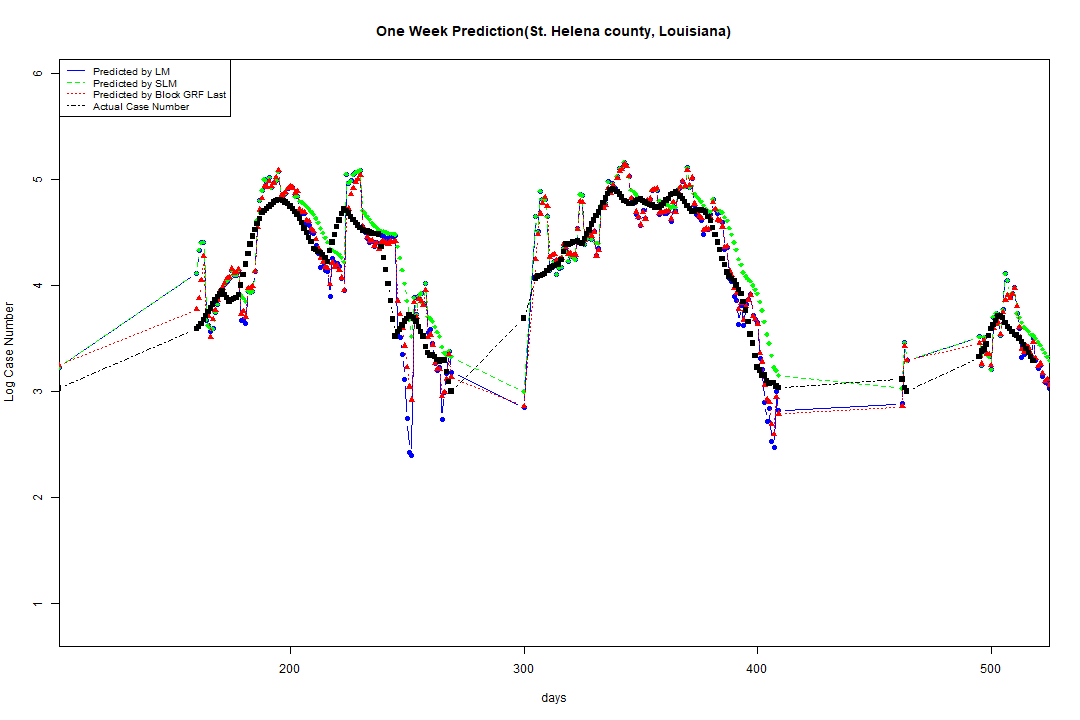 One Week Prediction(St. Helena county, Louisiana)
Predicted by LM
Predicted by SLM
Predicted by Block GRF Last
Actual Case Number
6
5
4
3
2
1
Log Case Number
200
300
400
500
days